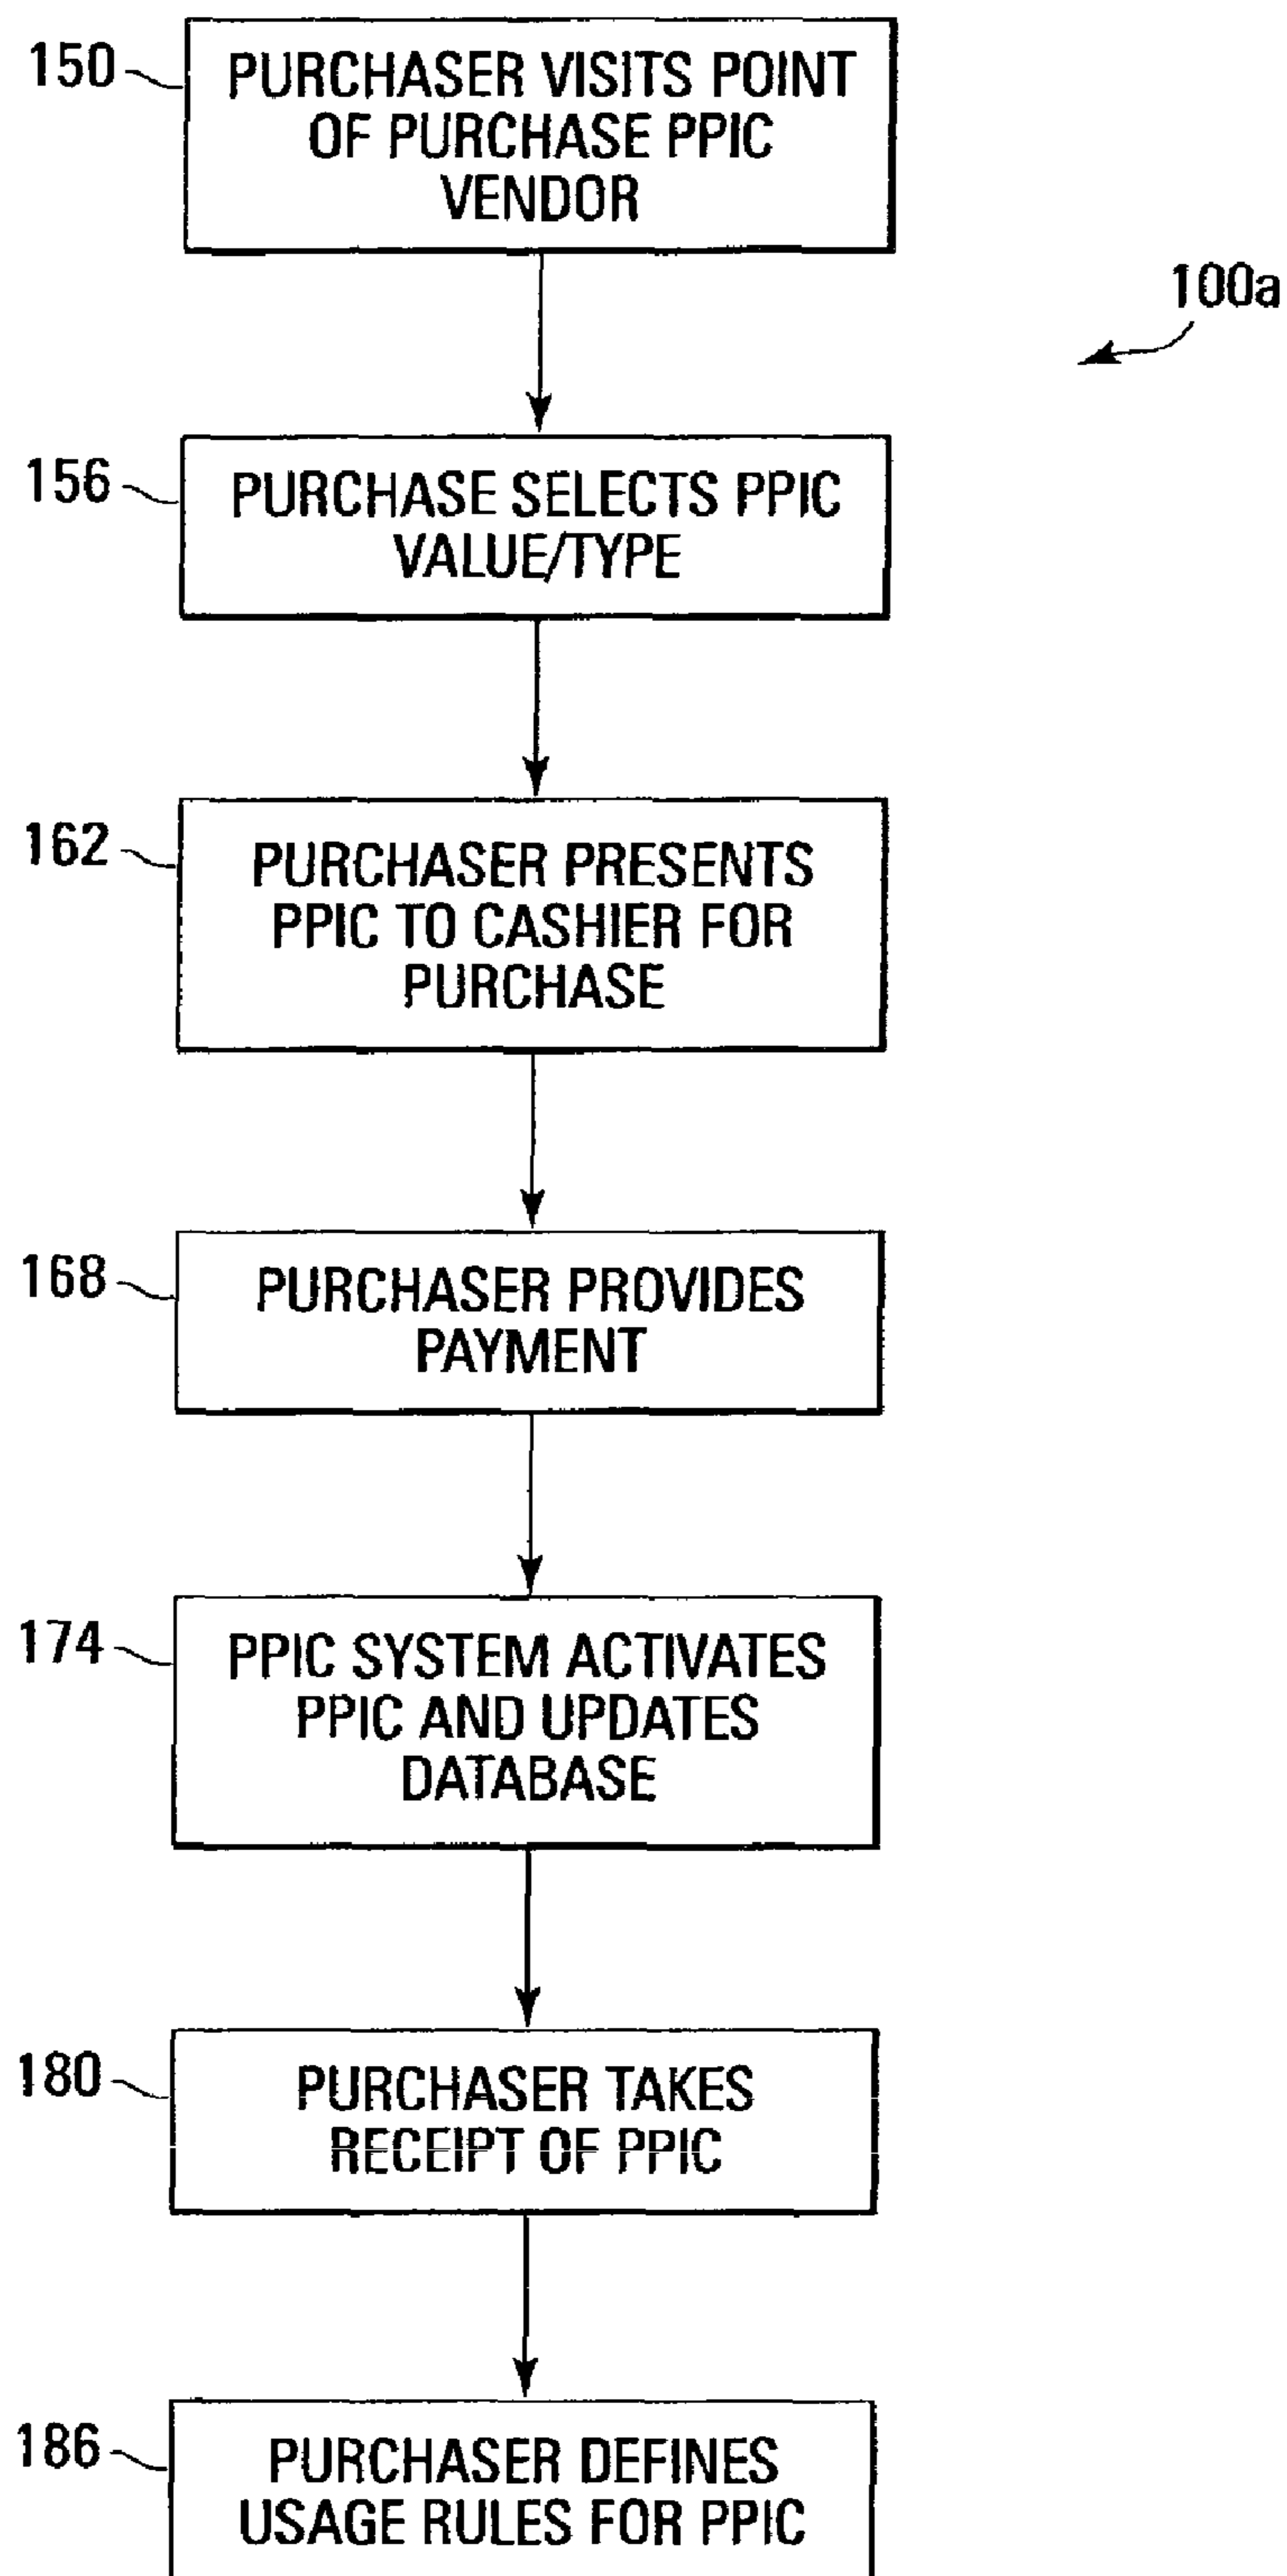 150
PURCHASER VISITS POINT
OF PURCHASE PPIC
VENDOR
100a
156
PURCHASE SELECTS PPIC
VALUE/TYPE
162
PURCHASER PRESENTS
PPIC TO CASHIER FOR
PURCHASE
168
PURCHASER PROVIDES
PAYMENT
174
PPIC SYSTEM ACTIVATES
PPIC AND UPDATES
DATABASE
180
PURCHASER TAKES
RECEIPT OF PPIC
186
PURCHASER DEFINES
USAGE RULES FOR PPIC